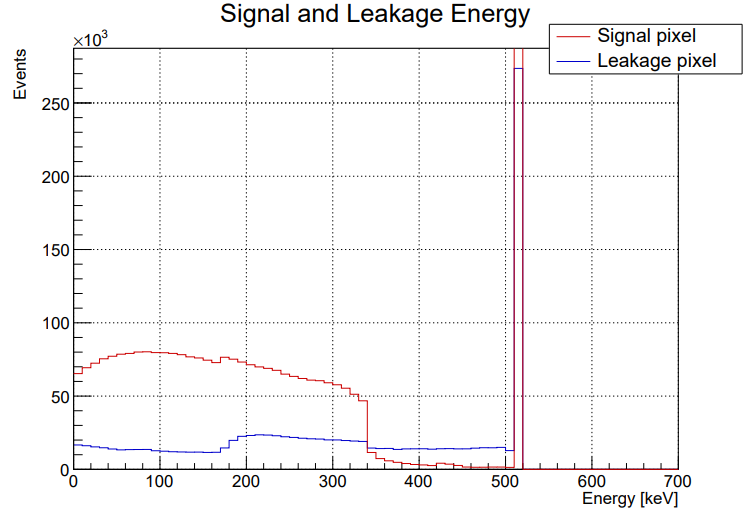 Signal and Leakage Energy
×10³
Signal pixel
Leakage pixel
Events
250
200
150
100
50
0
0 100 200 300 400 500 600 700
Energy [keV]